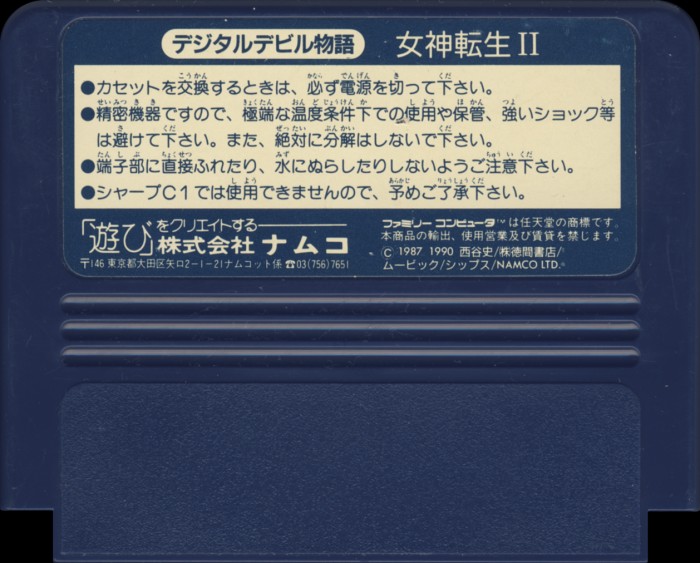 デジタルデビル物語 女神転生II
●カセットを交換するときは、必ず電源を切って下さい。
●精密機器ですので、極端な温度条件下での使用や保管、強いショック等
は避けて下さい。また、絶対に分解はしないで下さい。
●端子部に直接ふれたり、水にぬらしたりしないようご注意下さい。
●シャープC1では使用できませんので、予めご了承下さい。
「遊び」をクリエイトする
株式会社 ナムコ
〒146 東京都大田区矢口2-1-21ナムコット係 ☎03(756)7651
ファミリーコンピュータ™は任天堂の商標です。
本商品の輸出、使用営業及び賃貸を禁じます。
© 1987 1990 西谷史/㈱徳間書店/
ムービック/シップス/NAMCO LTD.